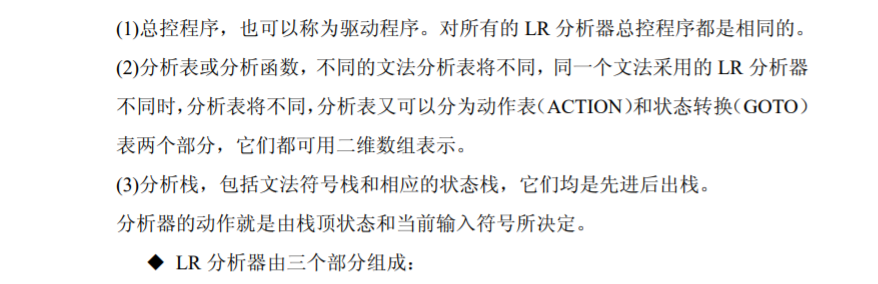 (1)总控程序，也可以称为驱动程序。对所有的 LR 分析器总控程序都是相同的。
(2)分析表或分析函数，不同的文法分析表将不同，同一个文法采用的 LR 分析器
不同时，分析表将不同，分析表又可以分为动作表（ACTION）和状态转换（GOTO）
表两个部分，它们都可用二维数组表示。
(3)分析栈，包括文法符号栈和相应的状态栈，它们均是先进后出栈。
分析器的动作就是由栈顶状态和当前输入符号所决定。
◆ LR 分析器由三个部分组成：